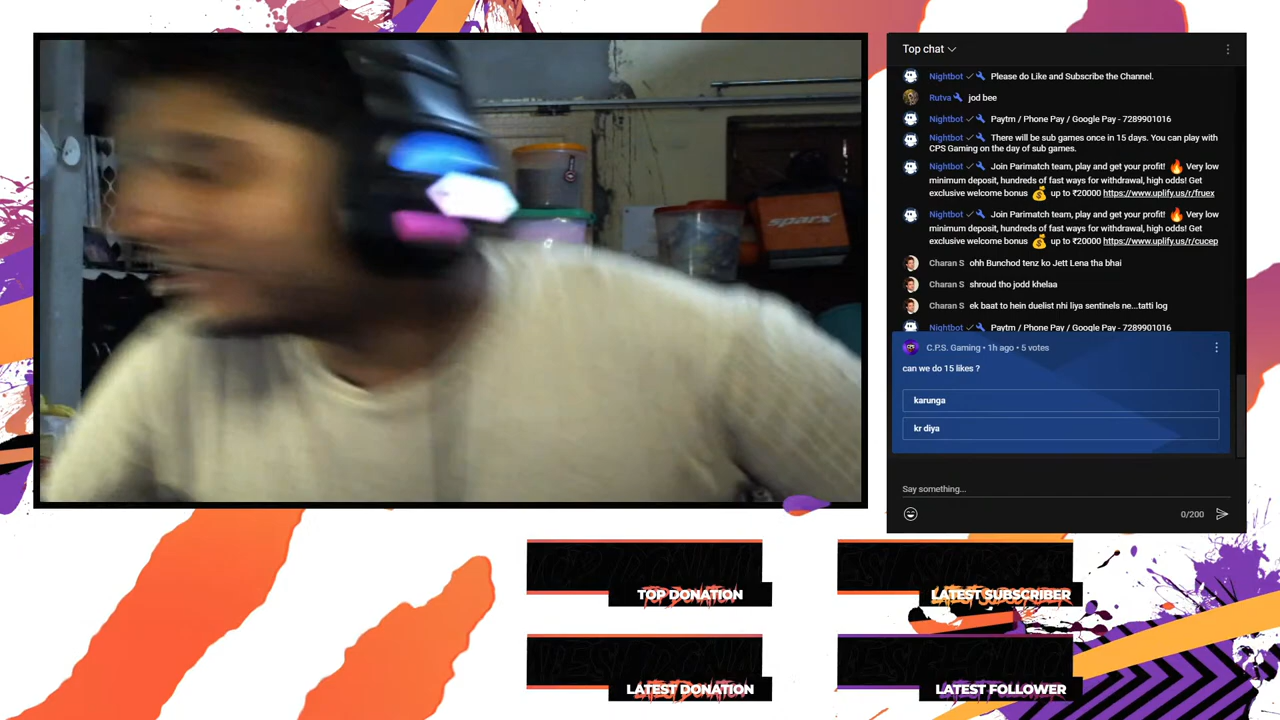 Top chat
Nightbot Please do Like and Subscribe the Channel.
Rutva jod bee
Nightbot Paytm / Phone Pay / Google Pay - 7289901016
Nightbot There will be sub games once in 15 days. You can play with
CPS Gaming on the day of sub games.
Nightbot Join Parimatch team, play and get your profit! 🔥 Very low
minimum deposit, hundreds of fast ways for withdrawal, high odds! Get
exclusive welcome bonus 💰 up to ₹20000 https://www.uplify.us/r/fruex
Nightbot Join Parimatch team, play and get your profit! 🔥 Very low
minimum deposit, hundreds of fast ways for withdrawal, high odds! Get
exclusive welcome bonus 💰 up to ₹20000 https://www.uplify.us/r/cucep
Charan S ohh Bunchod tenz ko Jett Lena tha bhai
Charan S shroud tho jodd khelaa
Charan S ek baat to hein duelist nhi liya sentinels ne...tatti log
Nightbot Paytm / Phone Pay / Google Pay - 7289901016
C.P.S. Gaming • 1h ago • 5 votes
can we do 15 likes ?
karunga
kr diya
Say something...
0/200
sparx
TOP DONATION
LATEST SUBSCRIBER
LATEST DONATION
LATEST FOLLOWER